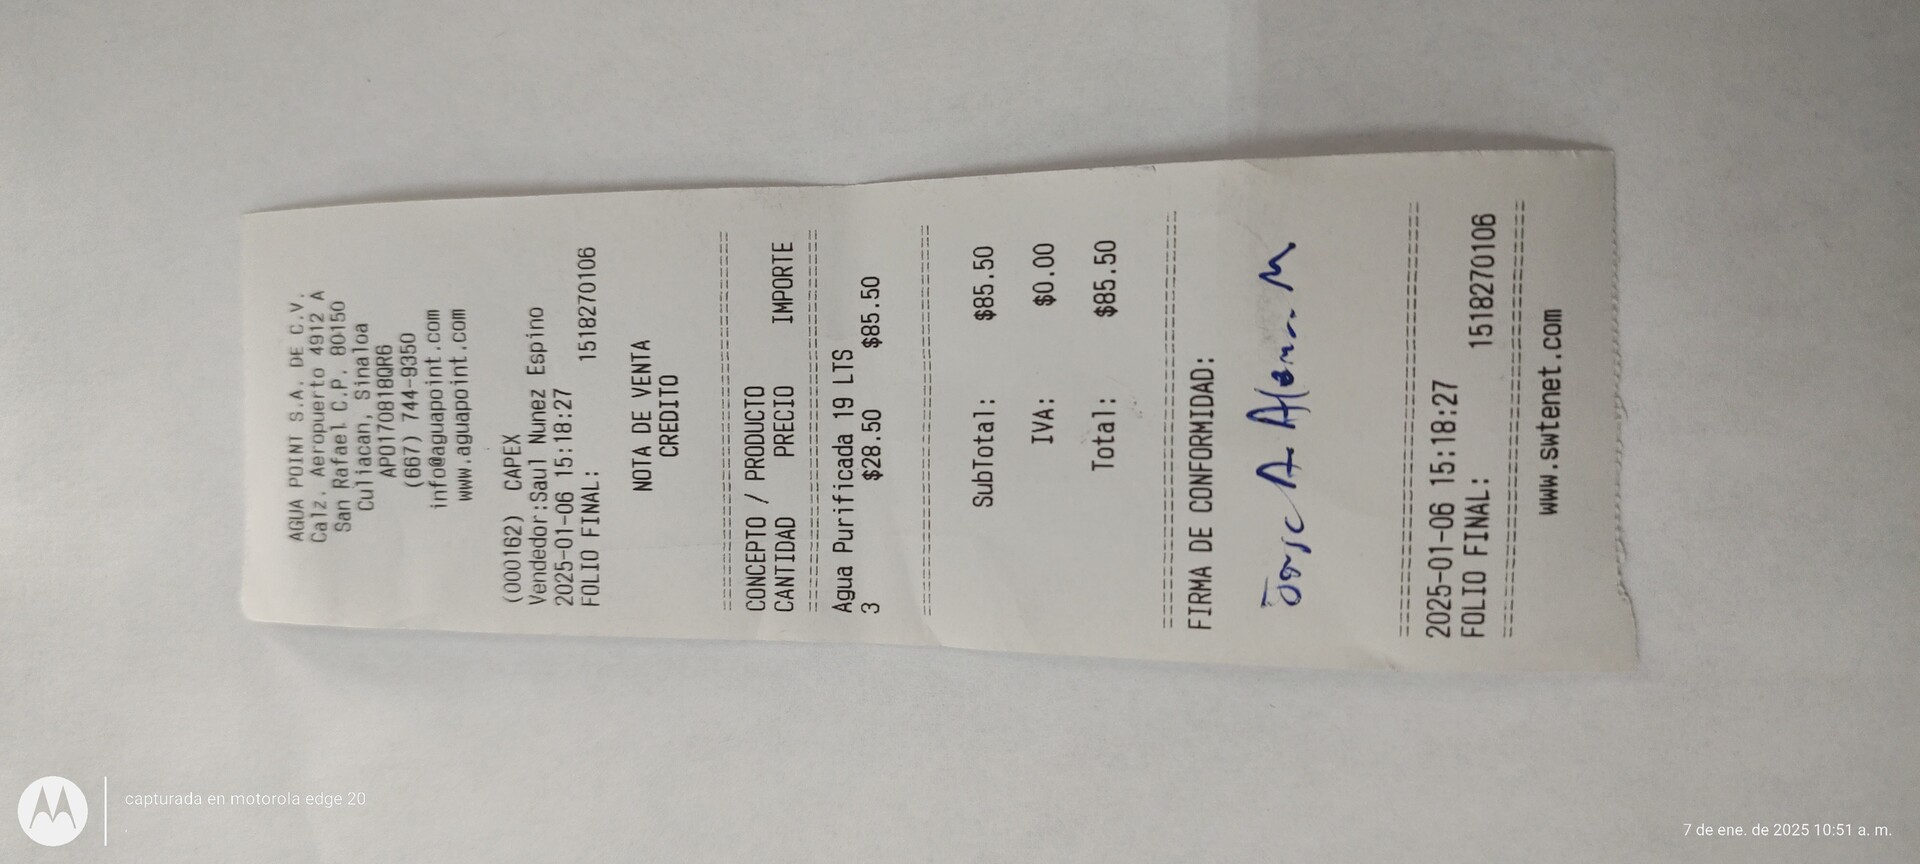 AGUA POINT S.A. DE C.V.
Calz. Aeropuerto 4912 A
San Rafael C.P. 80150
Culiacan, Sinaloa
APO170818QR6
(667) 744-9350
info@aguapoint.com
www.aguapoint.com
(000162) CAPEX
Vendedor:Saul Nunez Espino
2025-01-06 15:18:27
FOLIO FINAL: 1518270106
NOTA DE VENTA
CREDITO
CONCEPTO / PRODUCTO
CANTIDAD PRECIO IMPORTE
Agua Purificada 19 LTS
3 $28.50 $85.50
SubTotal: $85.50
IVA: $0.00
Total: $85.50
FIRMA DE CONFORMIDAD:
A.
2025-01-06 15:18:27
FOLIO FINAL: 1518270106
www.swtenet.com
capturada en motorola edge 20
7 de ene. de 2025 10:51 a. m.